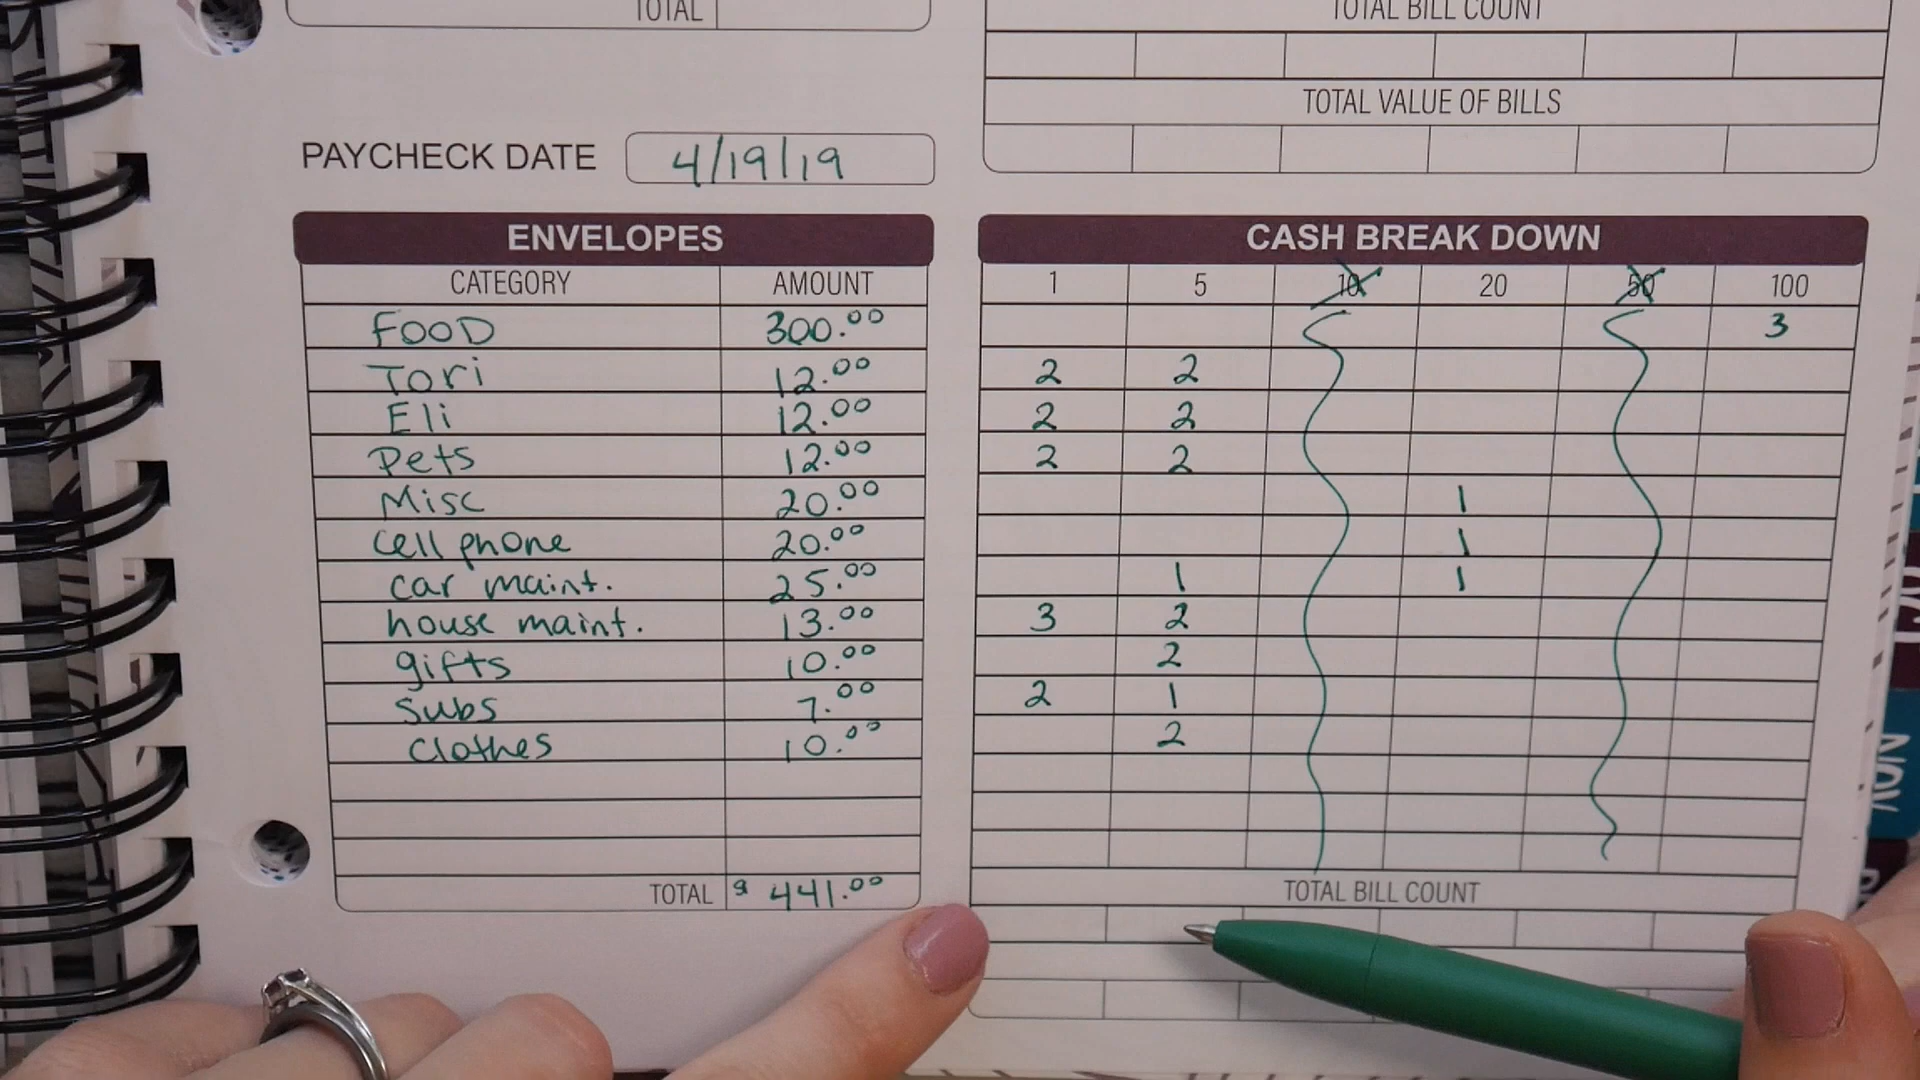 TOTAL
TOTAL BILL COUNT
TOTAL VALUE OF BILLS
PAYCHECK DATE 4/19/19
ENVELOPES
CATEGORY AMOUNT
FOOD 300.00
Tori 12.00
Eli 12.00
Pets 12.00
Misc 20.00
cell phone 20.00
car maint. 25.00
house maint. 13.00
gifts 10.00
subs 7.00
clothes 10.00
TOTAL $ 441.00
CASH BREAK DOWN
1 5 10 20 50 100
3
2 2
2 2
2 2
1
1
1 1
3 2
2
2 1
2
TOTAL BILL COUNT
NOV